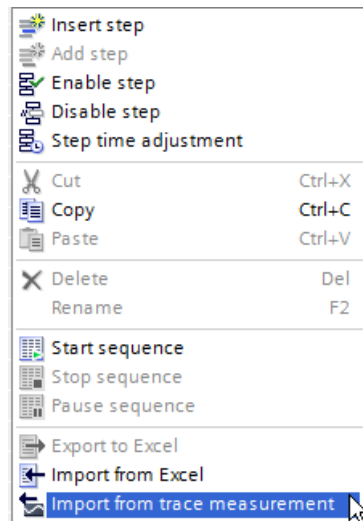 Insert step
Add step
Enable step
Disable step
Step time adjustment
Cut Ctrl+X
Copy Ctrl+C
Paste Ctrl+V
Delete Del
Rename F2
Start sequence
Stop sequence
Pause sequence
Export to Excel
Import from Excel
Import from trace measurement